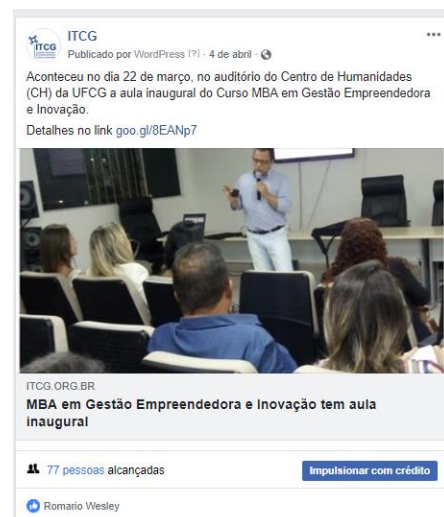 ITCG
ITCG
Publicado por WordPress [?] · 4 de abril ·
Aconteceu no dia 22 de março, no auditório do Centro de Humanidades
(CH) da UFCG a aula inaugural do Curso MBA em Gestão Empreendedora
e Inovação.
Detalhes no link goo.gl/8EANp7
ITCG.ORG.BR
MBA em Gestão Empreendedora e Inovação tem aula
inaugural
77 pessoas alcançadas
Impulsionar com crédito
Romario Wesley